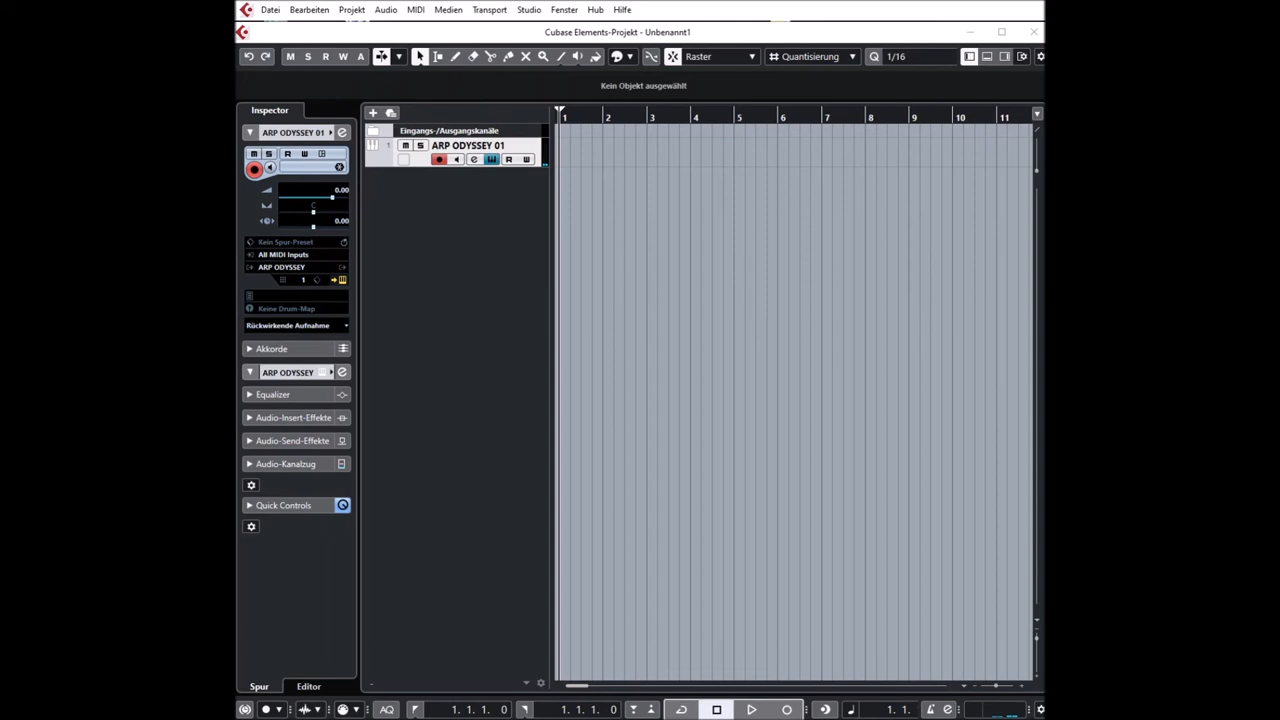 Datei Bearbeiten Projekt Audio MIDI Medien Transport Studio Fenster Hub Hilfe
Cubase Elements-Projekt - Unbenannt1
M S R W A Raster Quantisierung Q 1/16
Kein Objekt ausgewählt
Inspector
1 2 3 4 5 6 7 8 9 10 11
ARP ODYSSEY 01 e
Eingangs-/Ausgangskanäle
1 m S ARP ODYSSEY 01
e R W
m S R W
0.00
C
0.00
Kein Spur-Preset
All MIDI Inputs
ARP ODYSSEY
1
Keine Drum-Map
Rückwirkende Aufnahme
Akkorde
ARP ODYSSEY e
Equalizer
Audio-Insert-Effekte
Audio-Send-Effekte
Audio-Kanalzug
Quick Controls
Spur Editor
AQ 1. 1. 1. 0 1. 1. 1. 0 1. 1.